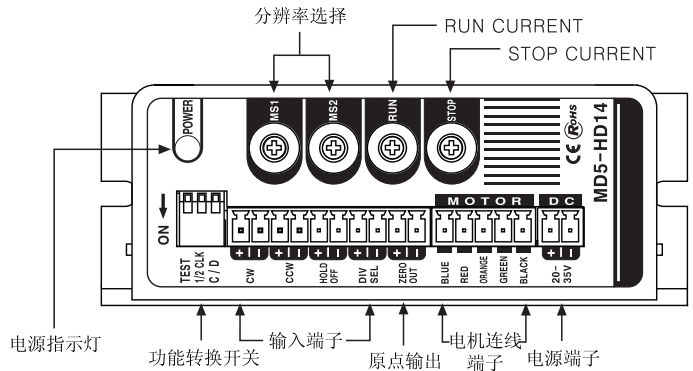 分辨率选择
RUN CURRENT
STOP CURRENT
POWER
MS1
MS2
RUN
STOP
CE RoHS
MD5-HD14
ON
MOTOR
DC
+ - + - + - + - + -
+ -
TEST
1/2 CLK
C / D
CW
CCW
HOLD
OFF
DIV
SEL
ZERO
OUT
BLUE
RED
ORANGE
GREEN
BLACK
20-
35V
电源指示灯
功能转换开关
输入端子
原点输出
电机连线
端子
电源端子